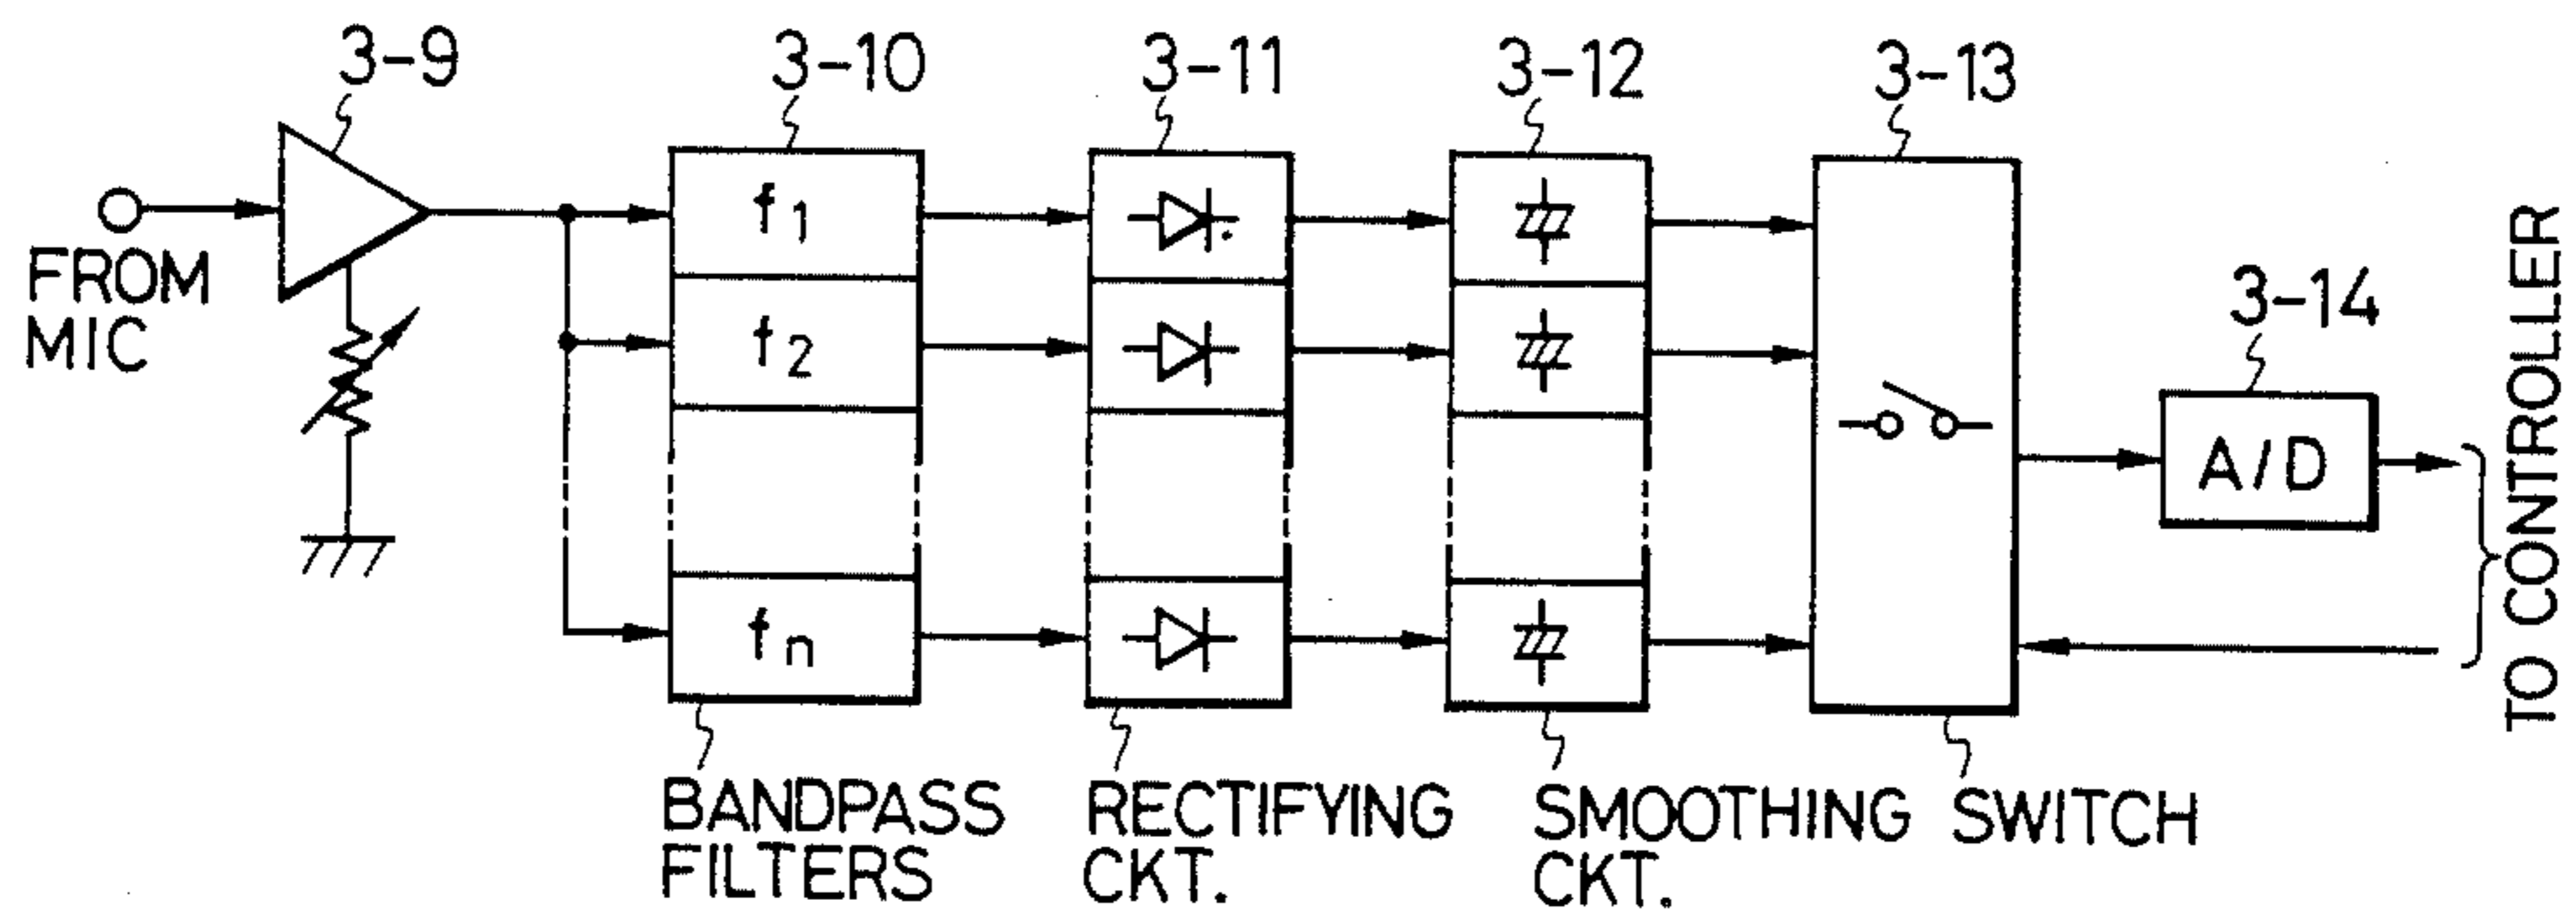 3-9
3-10
3-11
3-12
3-13
3-14
FROM
MIC
f1
f2
fn
A/D
TO CONTROLLER
BANDPASS
FILTERS
RECTIFYING
CKT.
SMOOTHING
CKT.
SWITCH